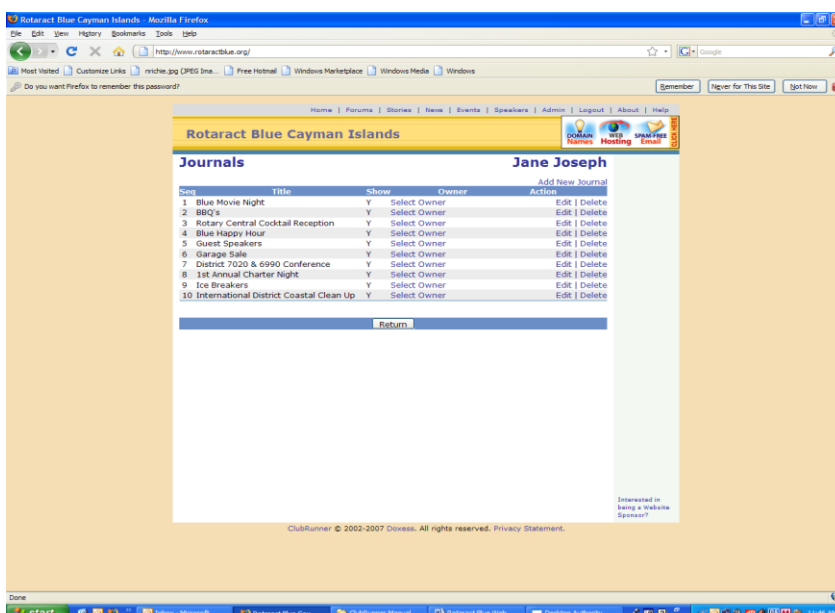 Rotaract Blue Cayman Islands - Mozilla Firefox
File Edit View History Bookmarks Tools Help
http://www.rotaractblue.org/ Google
Most Visited Customize Links nrichie.jpg (JPEG Ima... Free Hotmail Windows Marketplace Windows Media Windows
Do you want Firefox to remember this password? Remember Never for This Site Not Now
Home | Forums | Stories | News | Events | Speakers | Admin | Logout | About | Help
Rotaract Blue Cayman Islands
DOMAIN Names WEB Hosting SPAM-FREE Email CLICK HERE
Journals Jane Joseph
Add New Journal
Seq Title Show Owner Action
1 Blue Movie Night Y Select Owner Edit | Delete
2 BBQ's Y Select Owner Edit | Delete
3 Rotary Central Cocktail Reception Y Select Owner Edit | Delete
4 Blue Happy Hour Y Select Owner Edit | Delete
5 Guest Speakers Y Select Owner Edit | Delete
6 Garage Sale Y Select Owner Edit | Delete
7 District 7020 & 6990 Conference Y Select Owner Edit | Delete
8 1st Annual Charter Night Y Select Owner Edit | Delete
9 Ice Breakers Y Select Owner Edit | Delete
10 International District Coastal Clean Up Y Select Owner Edit | Delete
Return
Interested in
being a Website
Sponsor?
ClubRunner © 2002-2007 Doxess. All rights reserved. Privacy Statement.
Done
start